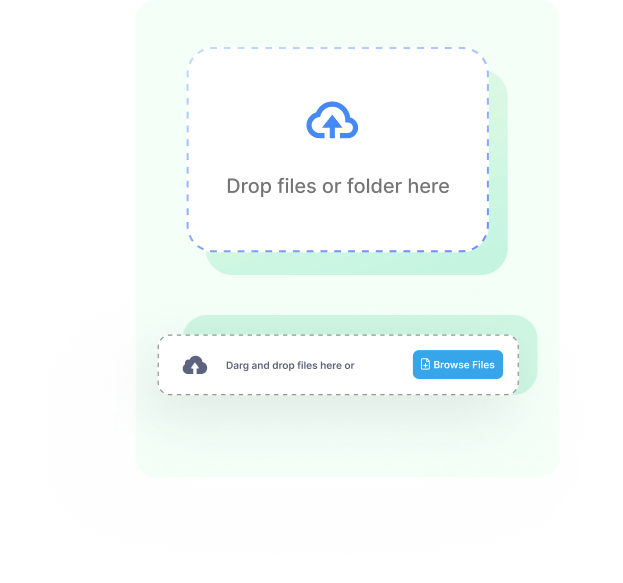 Drop files or folder here
Darg and drop files here or
Browse Files